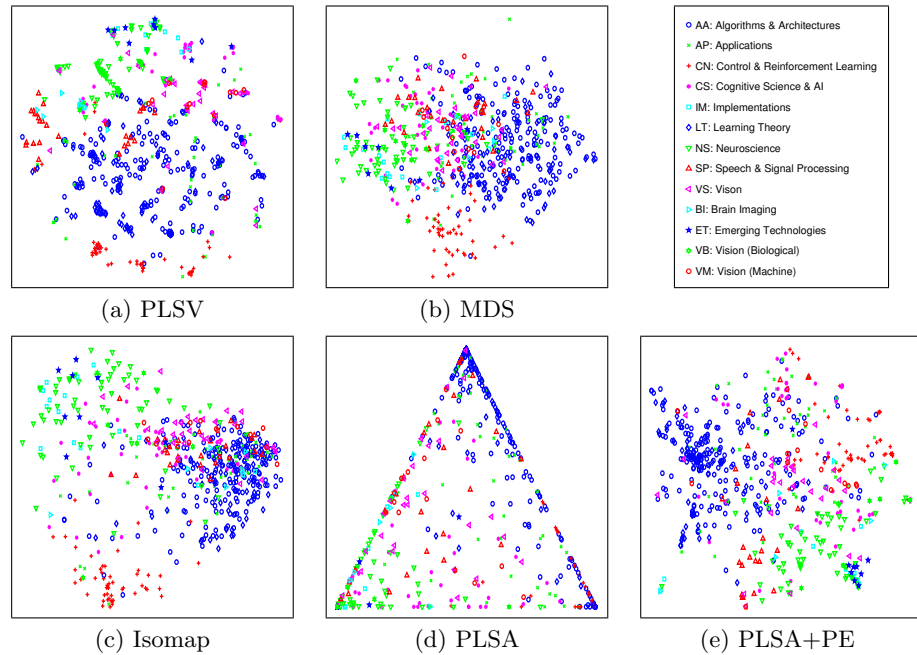 AA: Algorithms & Architectures
AP: Applications
CN: Control & Reinforcement Learning
CS: Cognitive Science & AI
IM: Implementations
LT: Learning Theory
NS: Neuroscience
SP: Speech & Signal Processing
VS: Vison
BI: Brain Imaging
ET: Emerging Technologies
VB: Vision (Biological)
VM: Vision (Machine)
(a) PLSV
(b) MDS
(c) Isomap
(d) PLSA
(e) PLSA+PE